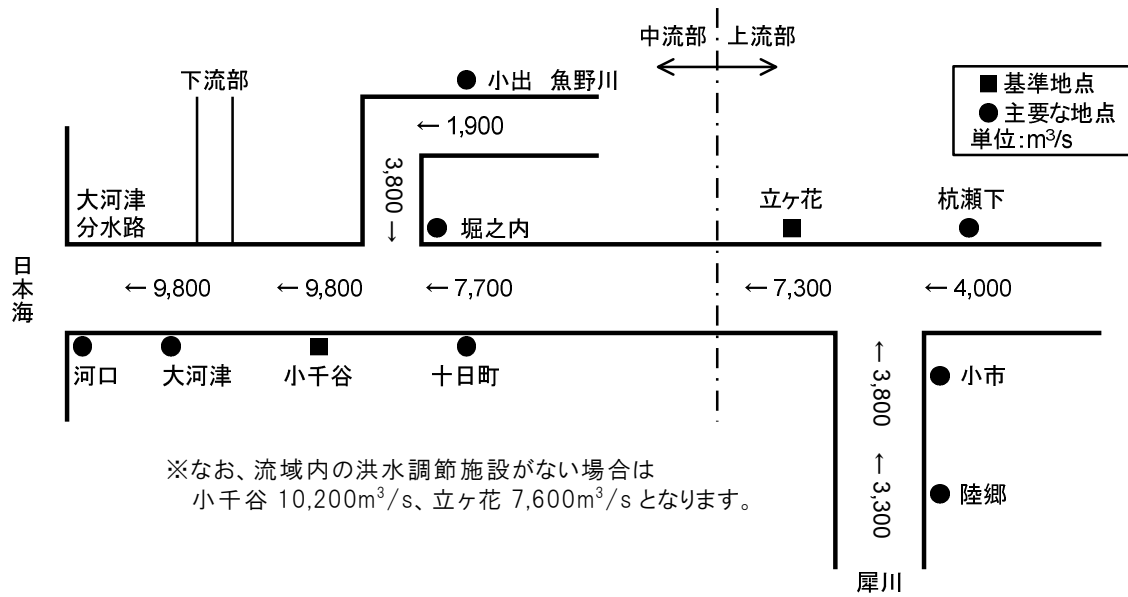 中流部 上流部
下流部
小出 魚野川
■基準地点
●主要な地点
単位:m³/s
← 1,900
3,800 →
大河津
分水路
堀之内
立ヶ花
杭瀬下
日本海
← 9,800
← 9,800
← 7,700
← 7,300
← 4,000
河口
大河津
小千谷
十日町
← 3,800
小市
← 3,300
陸郷
犀川
※なお、流域内の洪水調節施設がない場合は
小千谷 10,200m³/s、立ヶ花 7,600m³/sとなります。